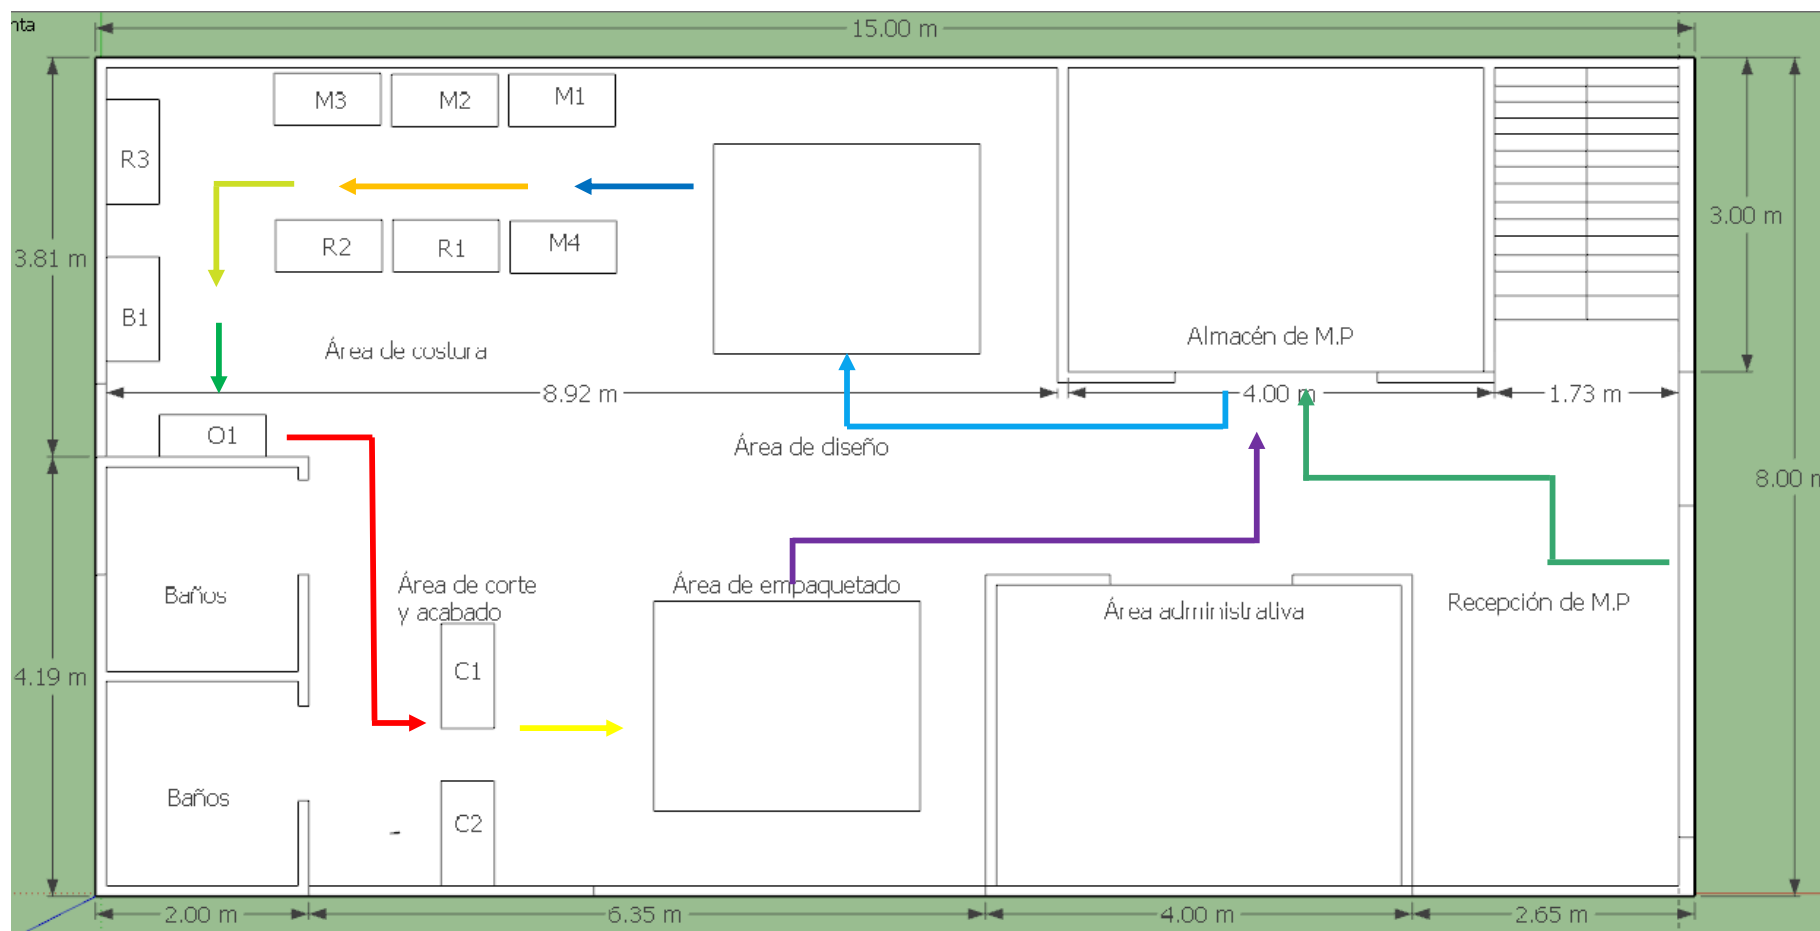 nta
15.00 m
M3
M2
M1
R3
3.00 m
R2
R1
M4
3.81 m
B1
Área de costura
Almacén de M.P
8.92 m
4.00 m
1.73 m
O1
Área de diseño
8.00 m
Baños
Área de corte
y acabado
Área de empaquetado
Área administrativa
Recepción de M.P
C1
4.19 m
Baños
C2
2.00 m
6.35 m
4.00 m
2.65 m